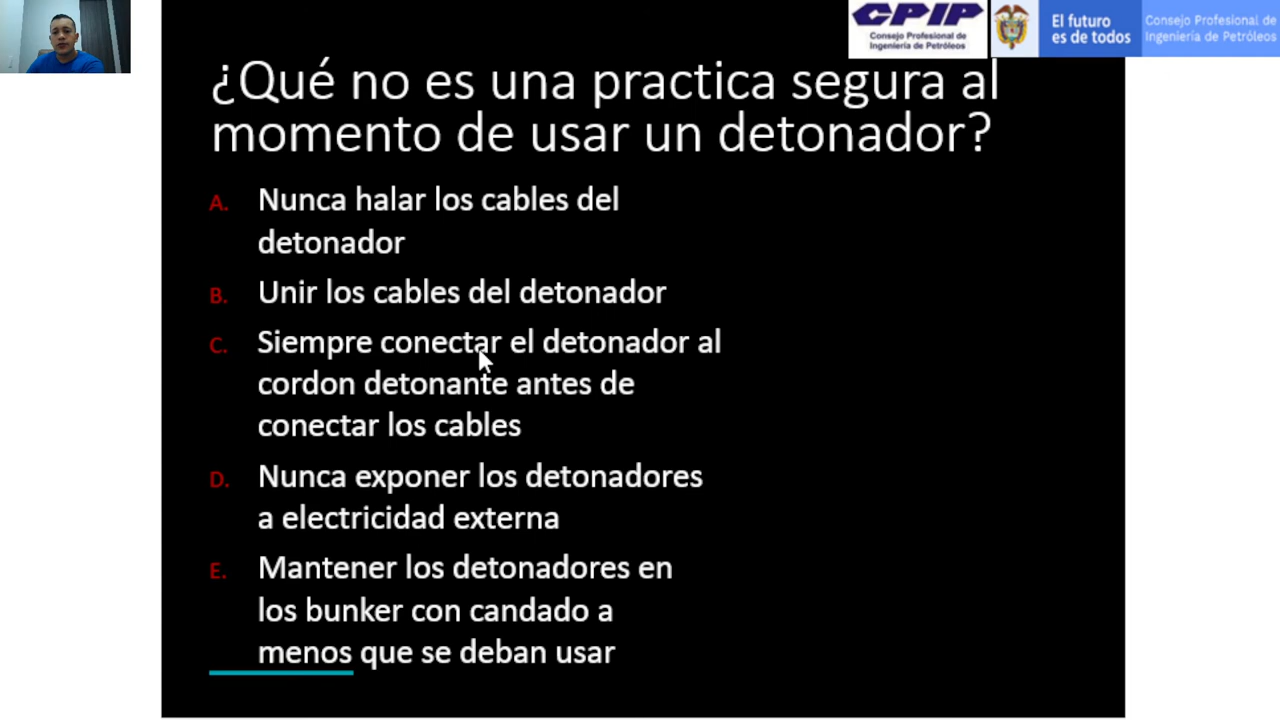 CPIP
Consejo Profesional de
Ingeniería de Petróleos
El futuro
es de todos
Consejo Profesional de
Ingeniería de Petróleos
¿Qué no es una practica segura al
momento de usar un detonador?
A. Nunca halar los cables del
detonador
B. Unir los cables del detonador
C. Siempre conectar el detonador al
cordon detonante antes de
conectar los cables
D. Nunca exponer los detonadores
a electricidad externa
E. Mantener los detonadores en
los bunker con candado a
menos que se deban usar